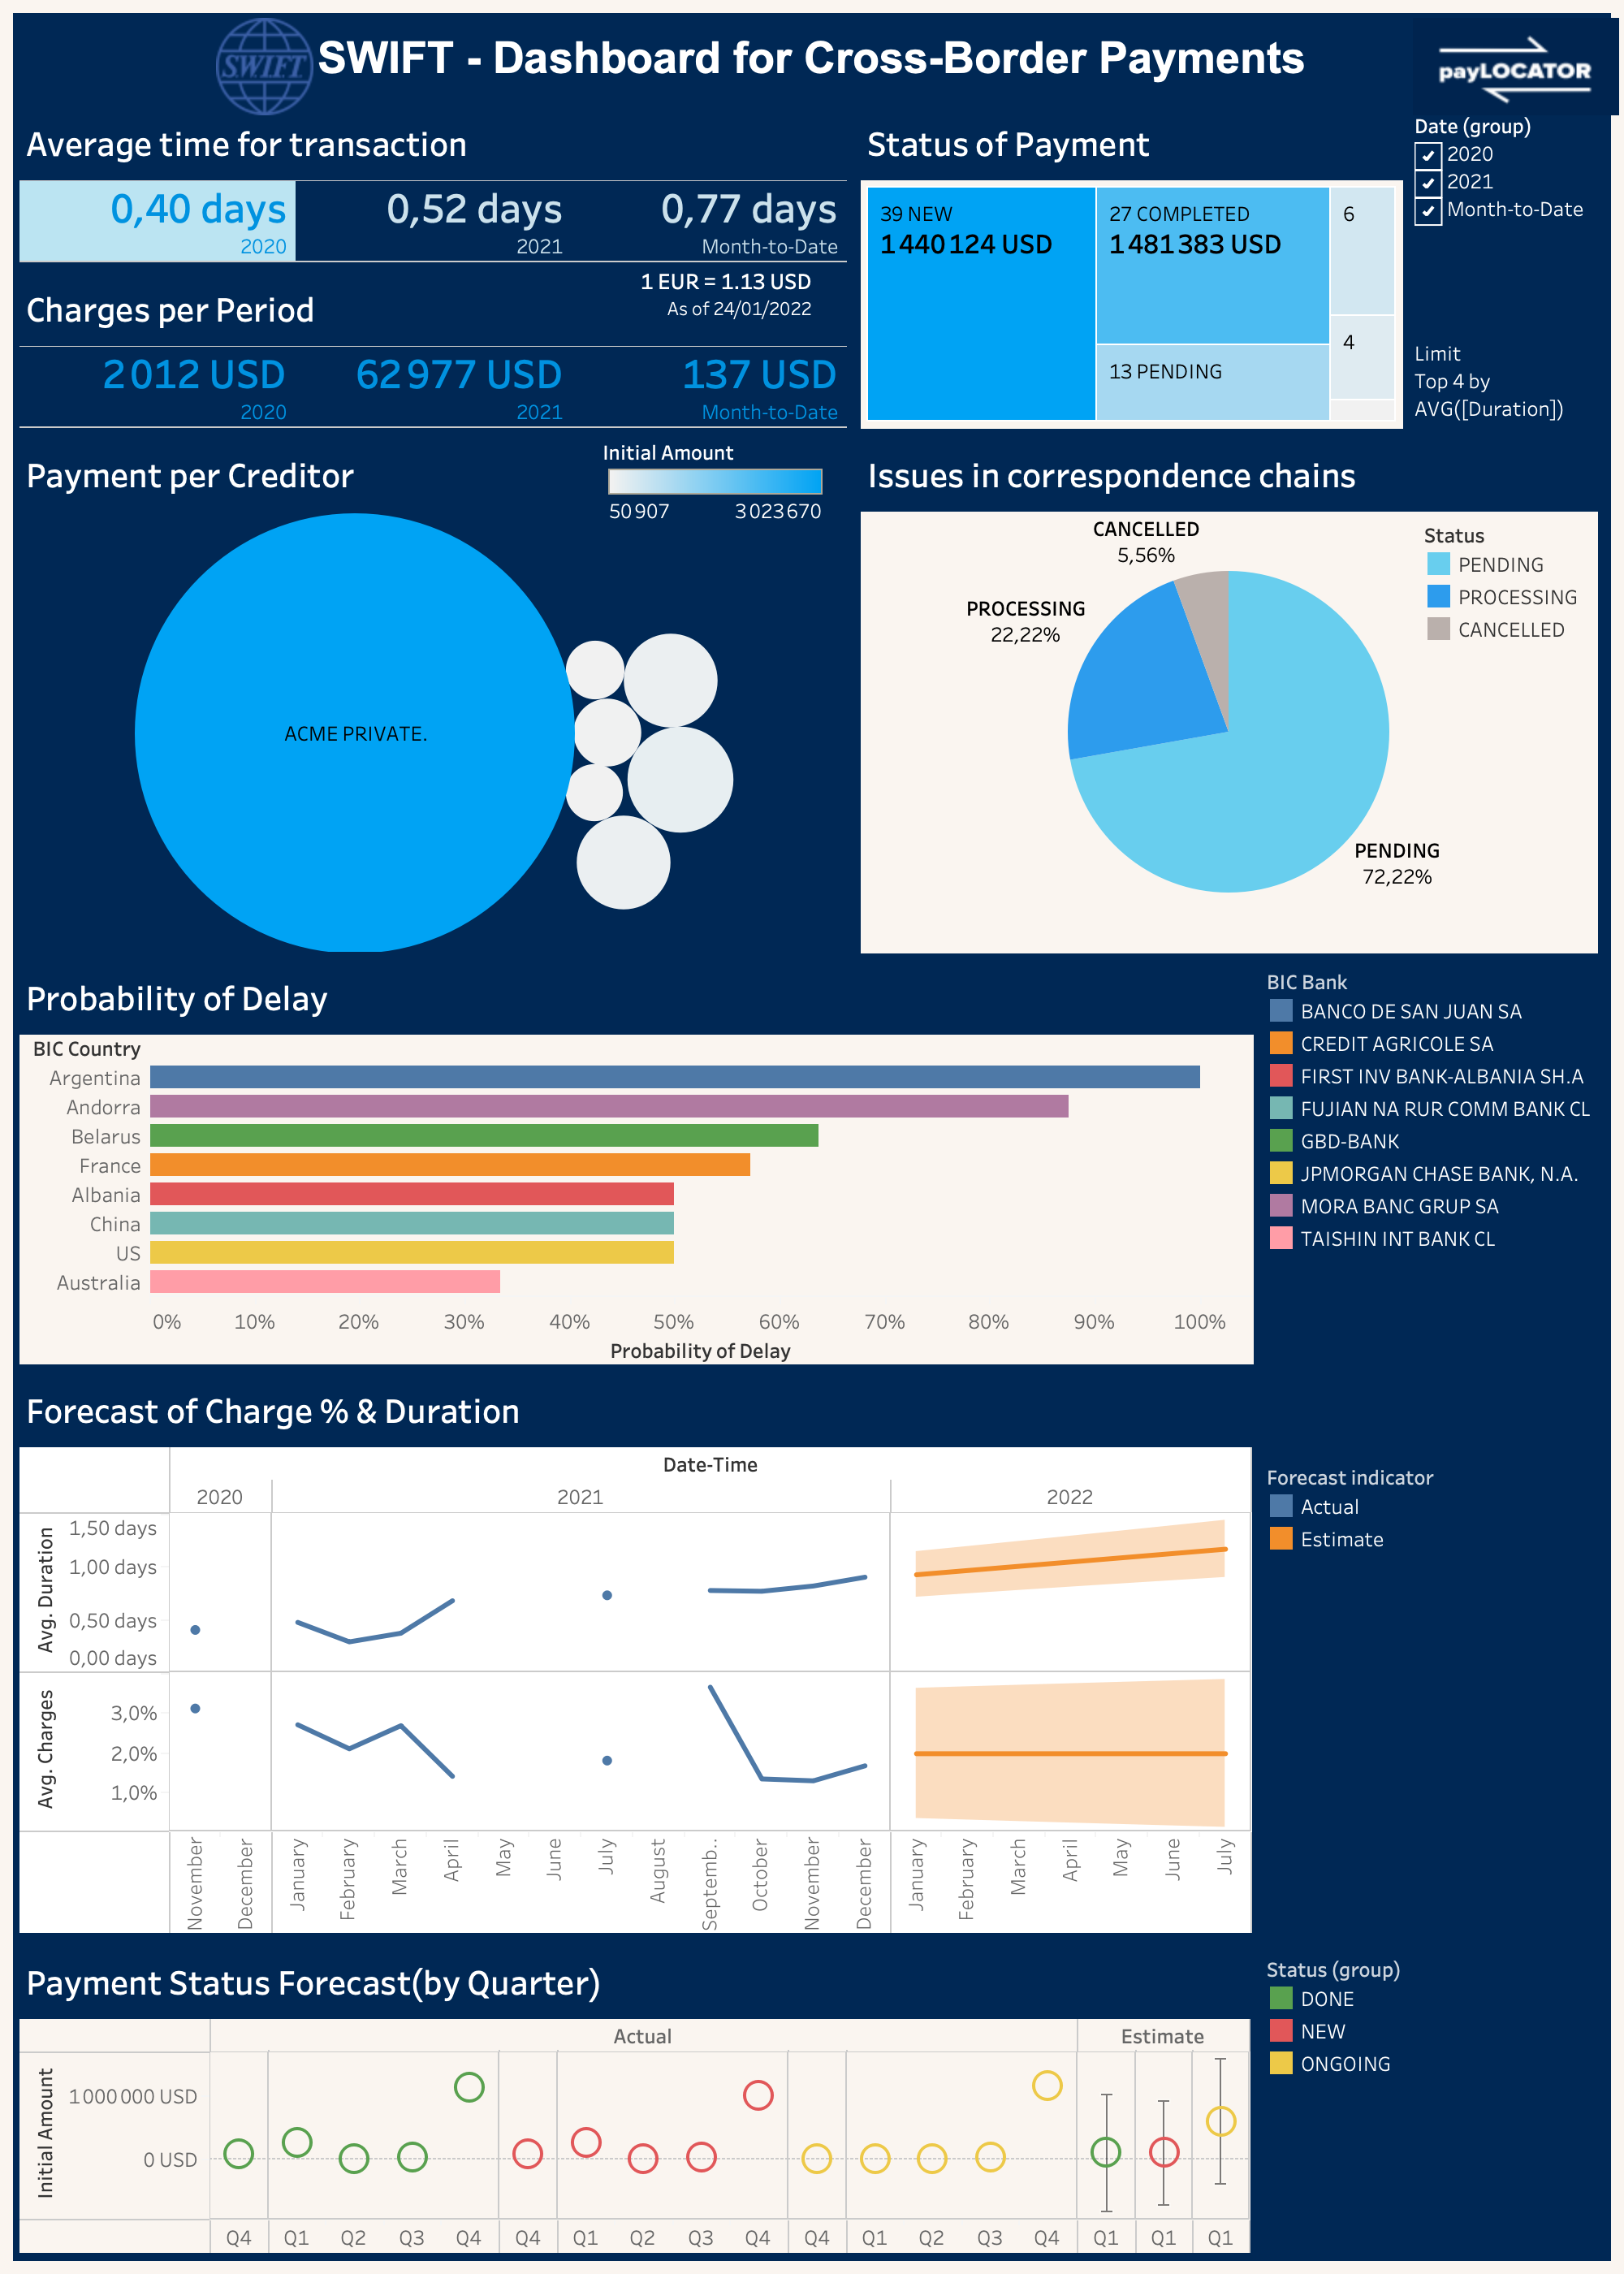 SWIFT
SWIFT - Dashboard for Cross-Border Payments
payLOCATOR
Average time for transaction
0,40 days
2020
0,52 days
2021
0,77 days
Month-to-Date
1 EUR = 1.13 USD
As of 24/01/2022
Charges per Period
2 012 USD
2020
62 977 USD
2021
137 USD
Month-to-Date
Status of Payment
39 NEW
1 440 124 USD
27 COMPLETED
1 481 383 USD
13 PENDING
6
4
Date (group)
2020
2021
Month-to-Date
Limit
Top 4 by
AVG([Duration])
Payment per Creditor
Initial Amount
50 907
3 023 670
ACME PRIVATE.
Issues in correspondence chains
CANCELLED
5,56%
PROCESSING
22,22%
PENDING
72,22%
Status
PENDING
PROCESSING
CANCELLED
Probability of Delay
BIC Country
Argentina
Andorra
Belarus
France
Albania
China
US
Australia
0%
10%
20%
30%
40%
50%
60%
70%
80%
90%
100%
Probability of Delay
BIC Bank
BANCO DE SAN JUAN SA
CREDIT AGRICOLE SA
FIRST INV BANK-ALBANIA SH.A
FUJIAN NA RUR COMM BANK CL
GBD-BANK
JPMORGAN CHASE BANK, N.A.
MORA BANC GRUP SA
TAISHIN INT BANK CL
Forecast of Charge % & Duration
Date-Time
2020
2021
2022
Avg. Duration
1,50 days
1,00 days
0,50 days
0,00 days
Avg. Charges
3,0%
2,0%
1,0%
November
December
January
February
March
April
May
June
July
August
Septemb..
October
November
December
January
February
March
April
May
June
July
Forecast indicator
Actual
Estimate
Payment Status Forecast(by Quarter)
Actual
Estimate
Initial Amount
1 000 000 USD
0 USD
Q4
Q1
Q2
Q3
Q4
Q4
Q1
Q2
Q3
Q4
Q4
Q1
Q2
Q3
Q4
Q1
Q1
Q1
Status (group)
DONE
NEW
ONGOING